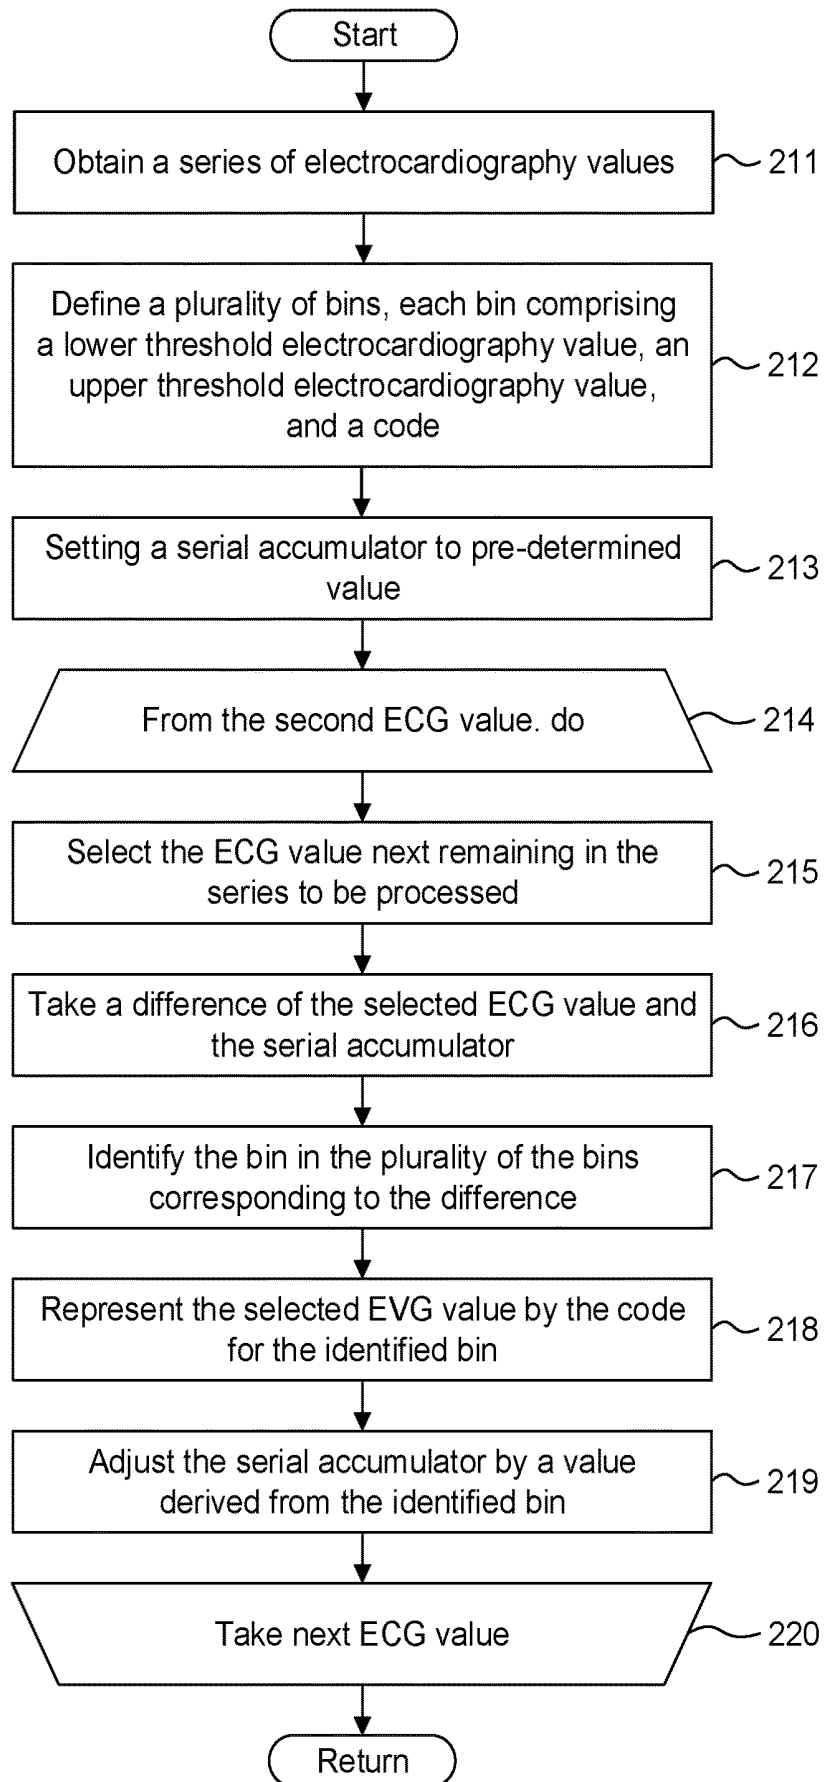 Start
Obtain a series of electrocardiography values
211
Define a plurality of bins, each bin comprising
a lower threshold electrocardiography value, an
upper threshold electrocardiography value,
and a code
212
Setting a serial accumulator to pre-determined
value
213
From the second ECG value. do
214
Select the ECG value next remaining in the
series to be processed
215
Take a difference of the selected ECG value and
the serial accumulator
216
Identify the bin in the plurality of the bins
corresponding to the difference
217
Represent the selected EVG value by the code
for the identified bin
218
Adjust the serial accumulator by a value
derived from the identified bin
219
Take next ECG value
220
Return